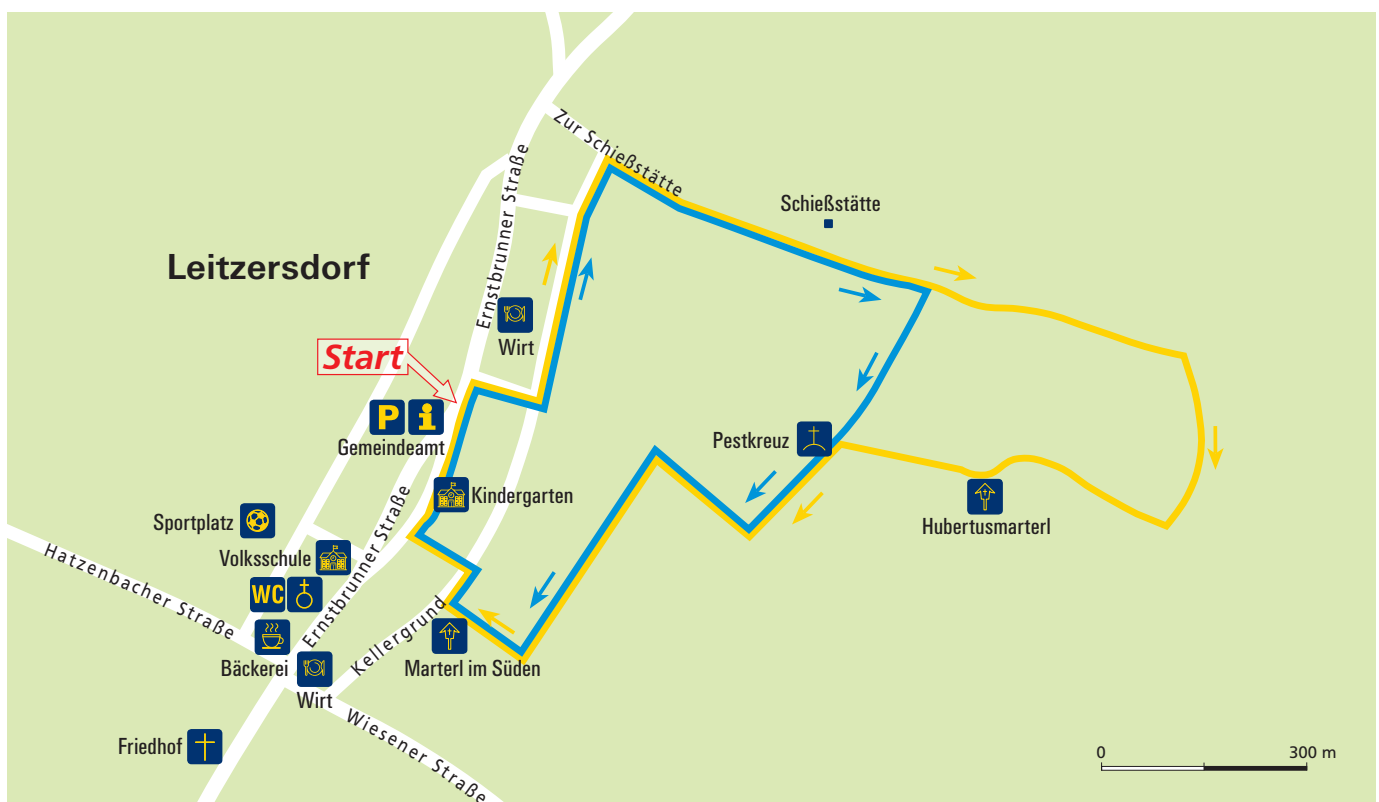 Zur Schießstätte
Ernstbrunner Straße
Schießstätte
Leitzersdorf
Wirt
Start
P
i
Gemeindeamt
Pestkreuz
Kindergarten
Ernstbrunner Straße
Sportplatz
Hubertusmarterl
Volksschule
Hatzenbacher Straße
WC
Kellergrund
Bäckerei
Marterl im Süden
Wirt
Wiesener Straße
Friedhof
0 300 m